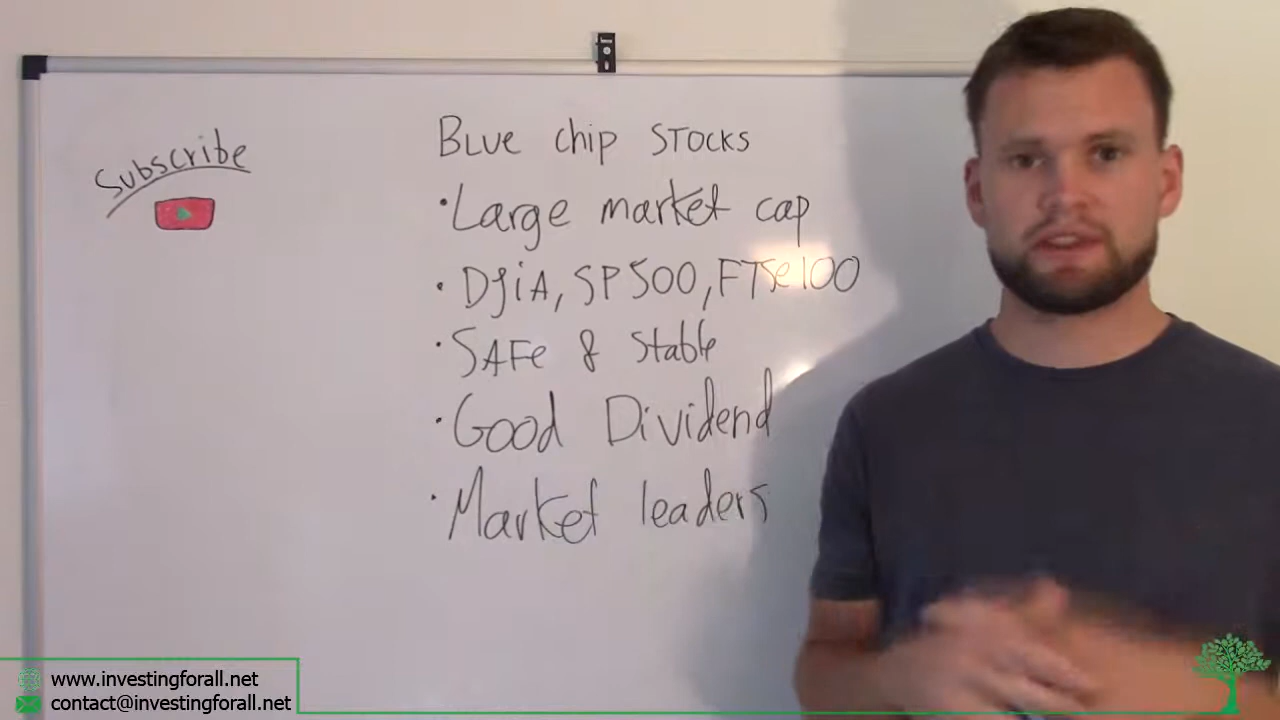 Subscribe
BLUE chip STOCKS
• Large market cap
• DJiA, SP500, FTSe100
• SAFe & Stable
• Good Dividend
• Market leaders
www.investingforall.net
contact@investingforall.net